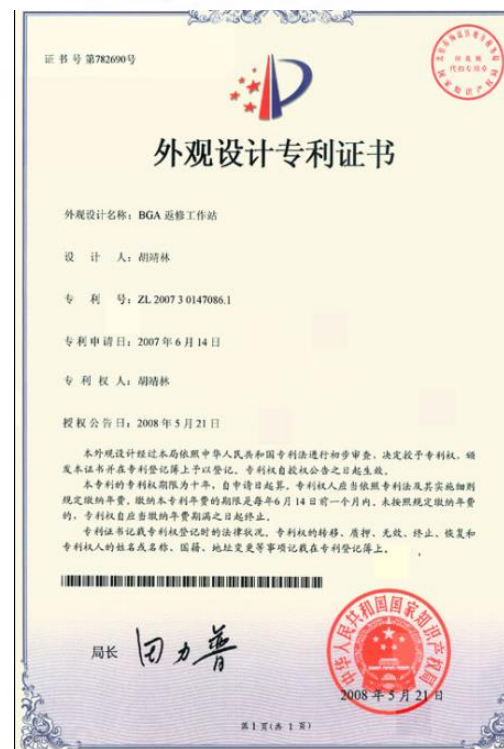 证书号第782690号
外观设计专利证书
外观设计名称：BGA 返修工作站
设计人：胡靖林
专利号：ZL 2007 3 0147086.1
专利申请日：2007年6月14日
专利权人：胡靖林
授权公告日：2008年5月21日
本外观设计经过本局依照中华人民共和国专利法进行初步审查，决定授予专利权，颁
发本证书并在专利登记簿上予以登记。专利权自授权公告之日起生效。
本专利的专利权期限为十年，自申请日起算。专利权人应当依照专利法及其实施细则
规定缴纳年费。缴纳本专利年费的期限是每年6月14日前一个月内。未按照规定缴纳年费
的，专利权自应当缴纳年费期满之日起终止。
专利证书记载专利权登记时的法律状况。专利权的转移、质押、无效、终止、恢复和
专利权人的姓名或名称、国籍、地址变更等事项记载在专利登记簿上。
局长 田力普
中华人民共和国国家知识产权局
2008年5月21日
第1页(共1页)